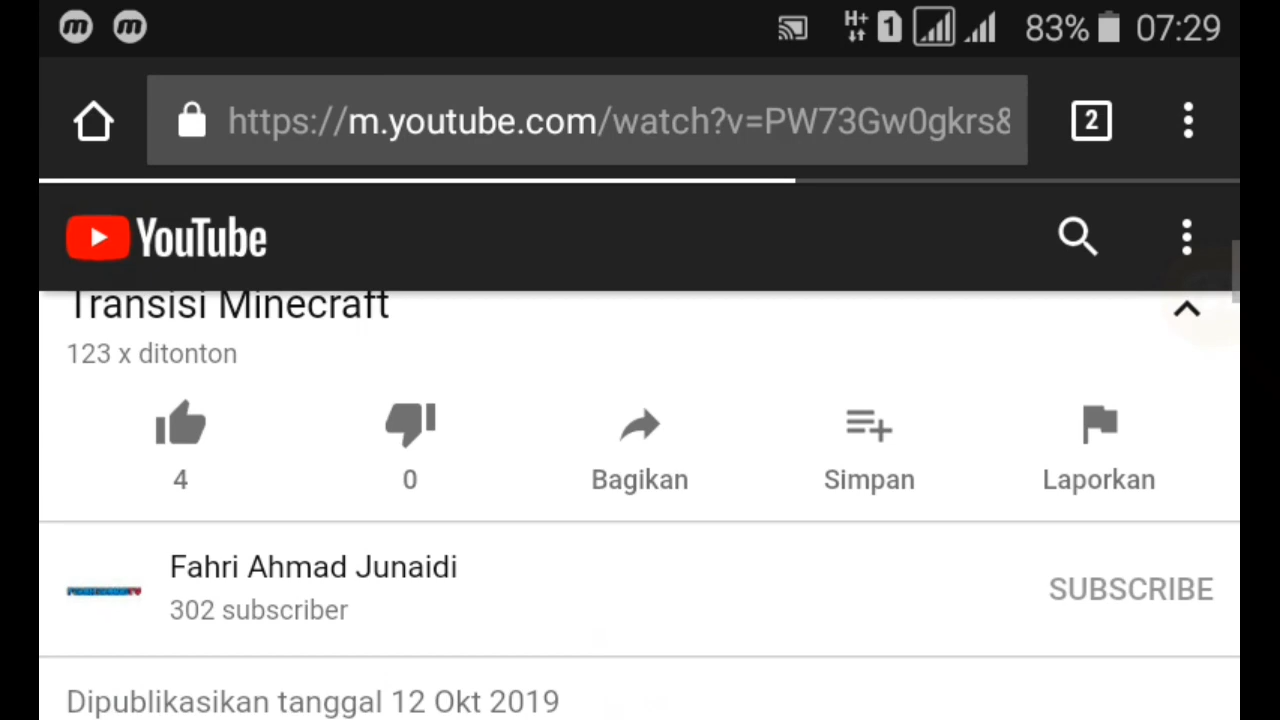 83% 07:29
https://m.youtube.com/watch?v=PW73Gw0gkrs&
2
YouTube
Transisi Minecraft
123 x ditonton
4 0 Bagikan Simpan Laporkan
Fahri Ahmad Junaidi
302 subscriber
SUBSCRIBE
Dipublikasikan tanggal 12 Okt 2019